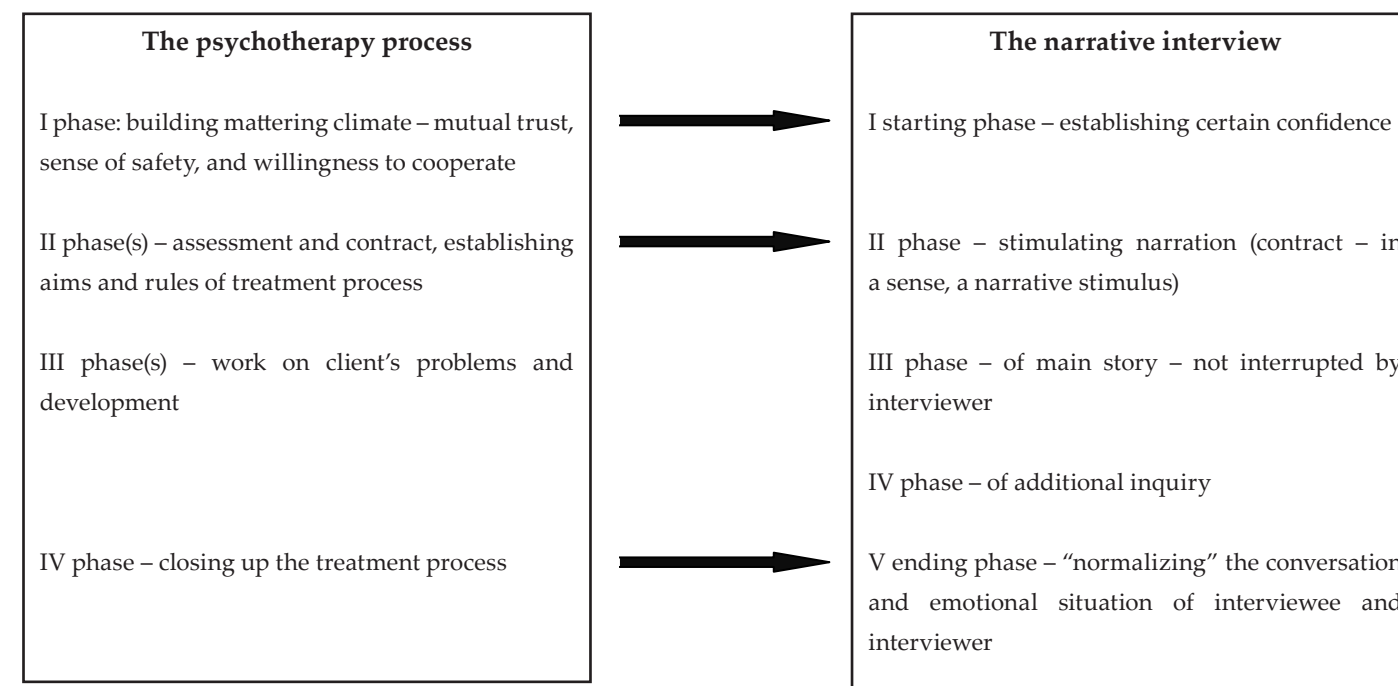 The psychotherapy process
I phase: building mattering climate – mutual trust,
sense of safety, and willingness to cooperate
II phase(s) – assessment and contract, establishing
aims and rules of treatment process
III phase(s) – work on client's problems and
development
IV phase – closing up the treatment process
The narrative interview
I starting phase – establishing certain confidence
II phase – stimulating narration (contract – in
a sense, a narrative stimulus)
III phase – of main story – not interrupted by
interviewer
IV phase – of additional inquiry
V ending phase – “normalizing” the conversation
and emotional situation of interviewee and
interviewer